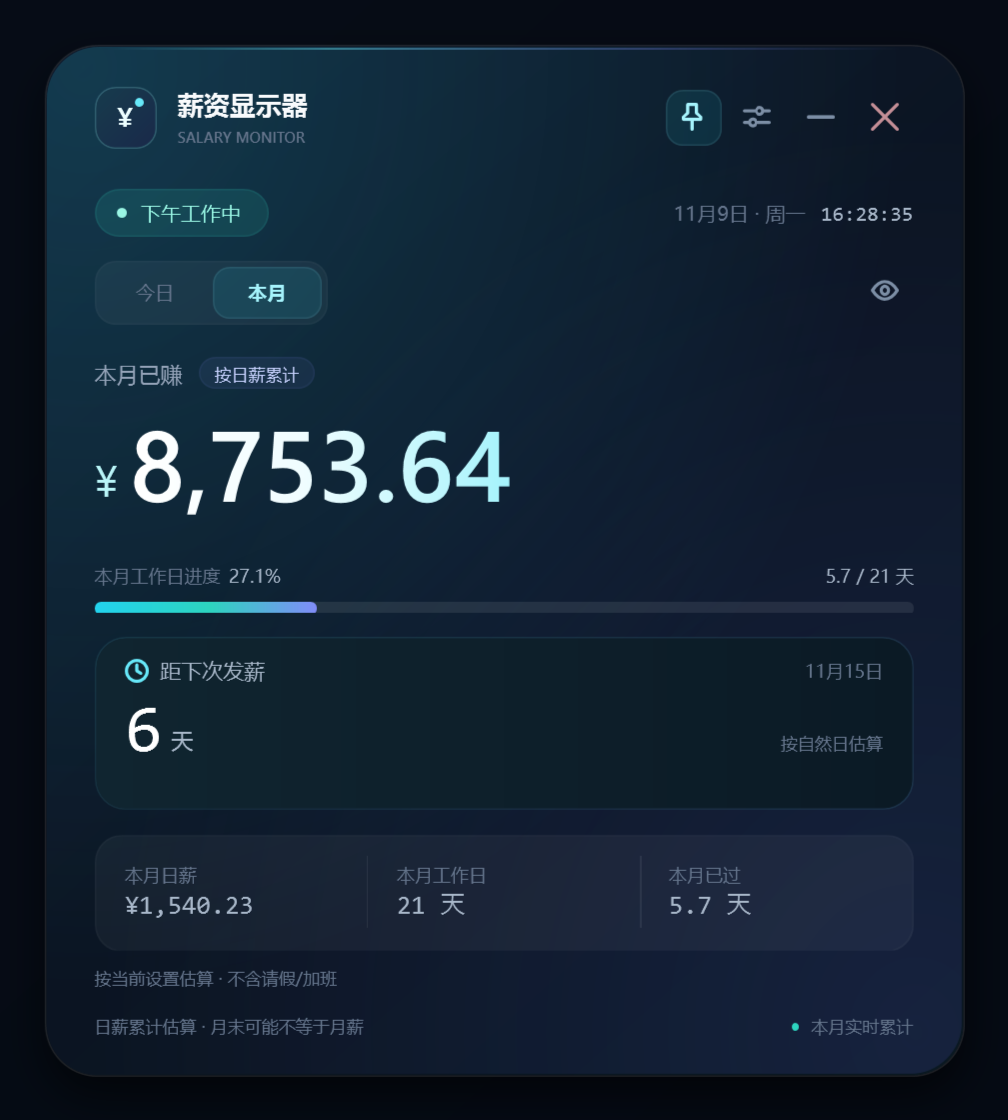 ¥ 薪资显示器
SALARY MONITOR
下午工作中
11月9日 · 周一 16:28:35
今日 本月
本月已赚 按日薪累计
¥ 8,753.64
本月工作日进度 27.1% 5.7 / 21 天
距下次发薪 11月15日
6 天
按自然日估算
本月日薪 本月工作日 本月已过
¥1,540.23 21 天 5.7 天
按当前设置估算 · 不含请假/加班
日薪累计估算 · 月末可能不等于月薪 本月实时累计